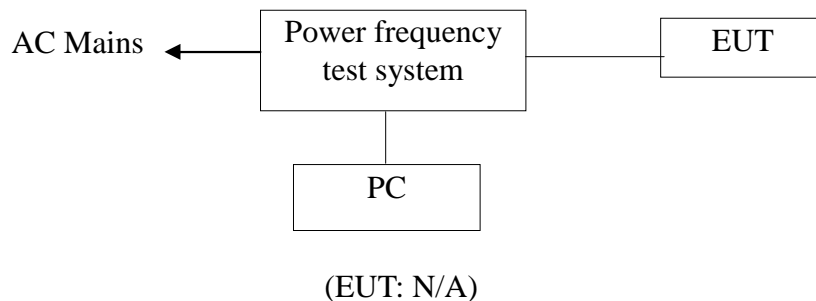 AC Mains
Power frequency
test system
EUT
PC
(EUT: N/A)